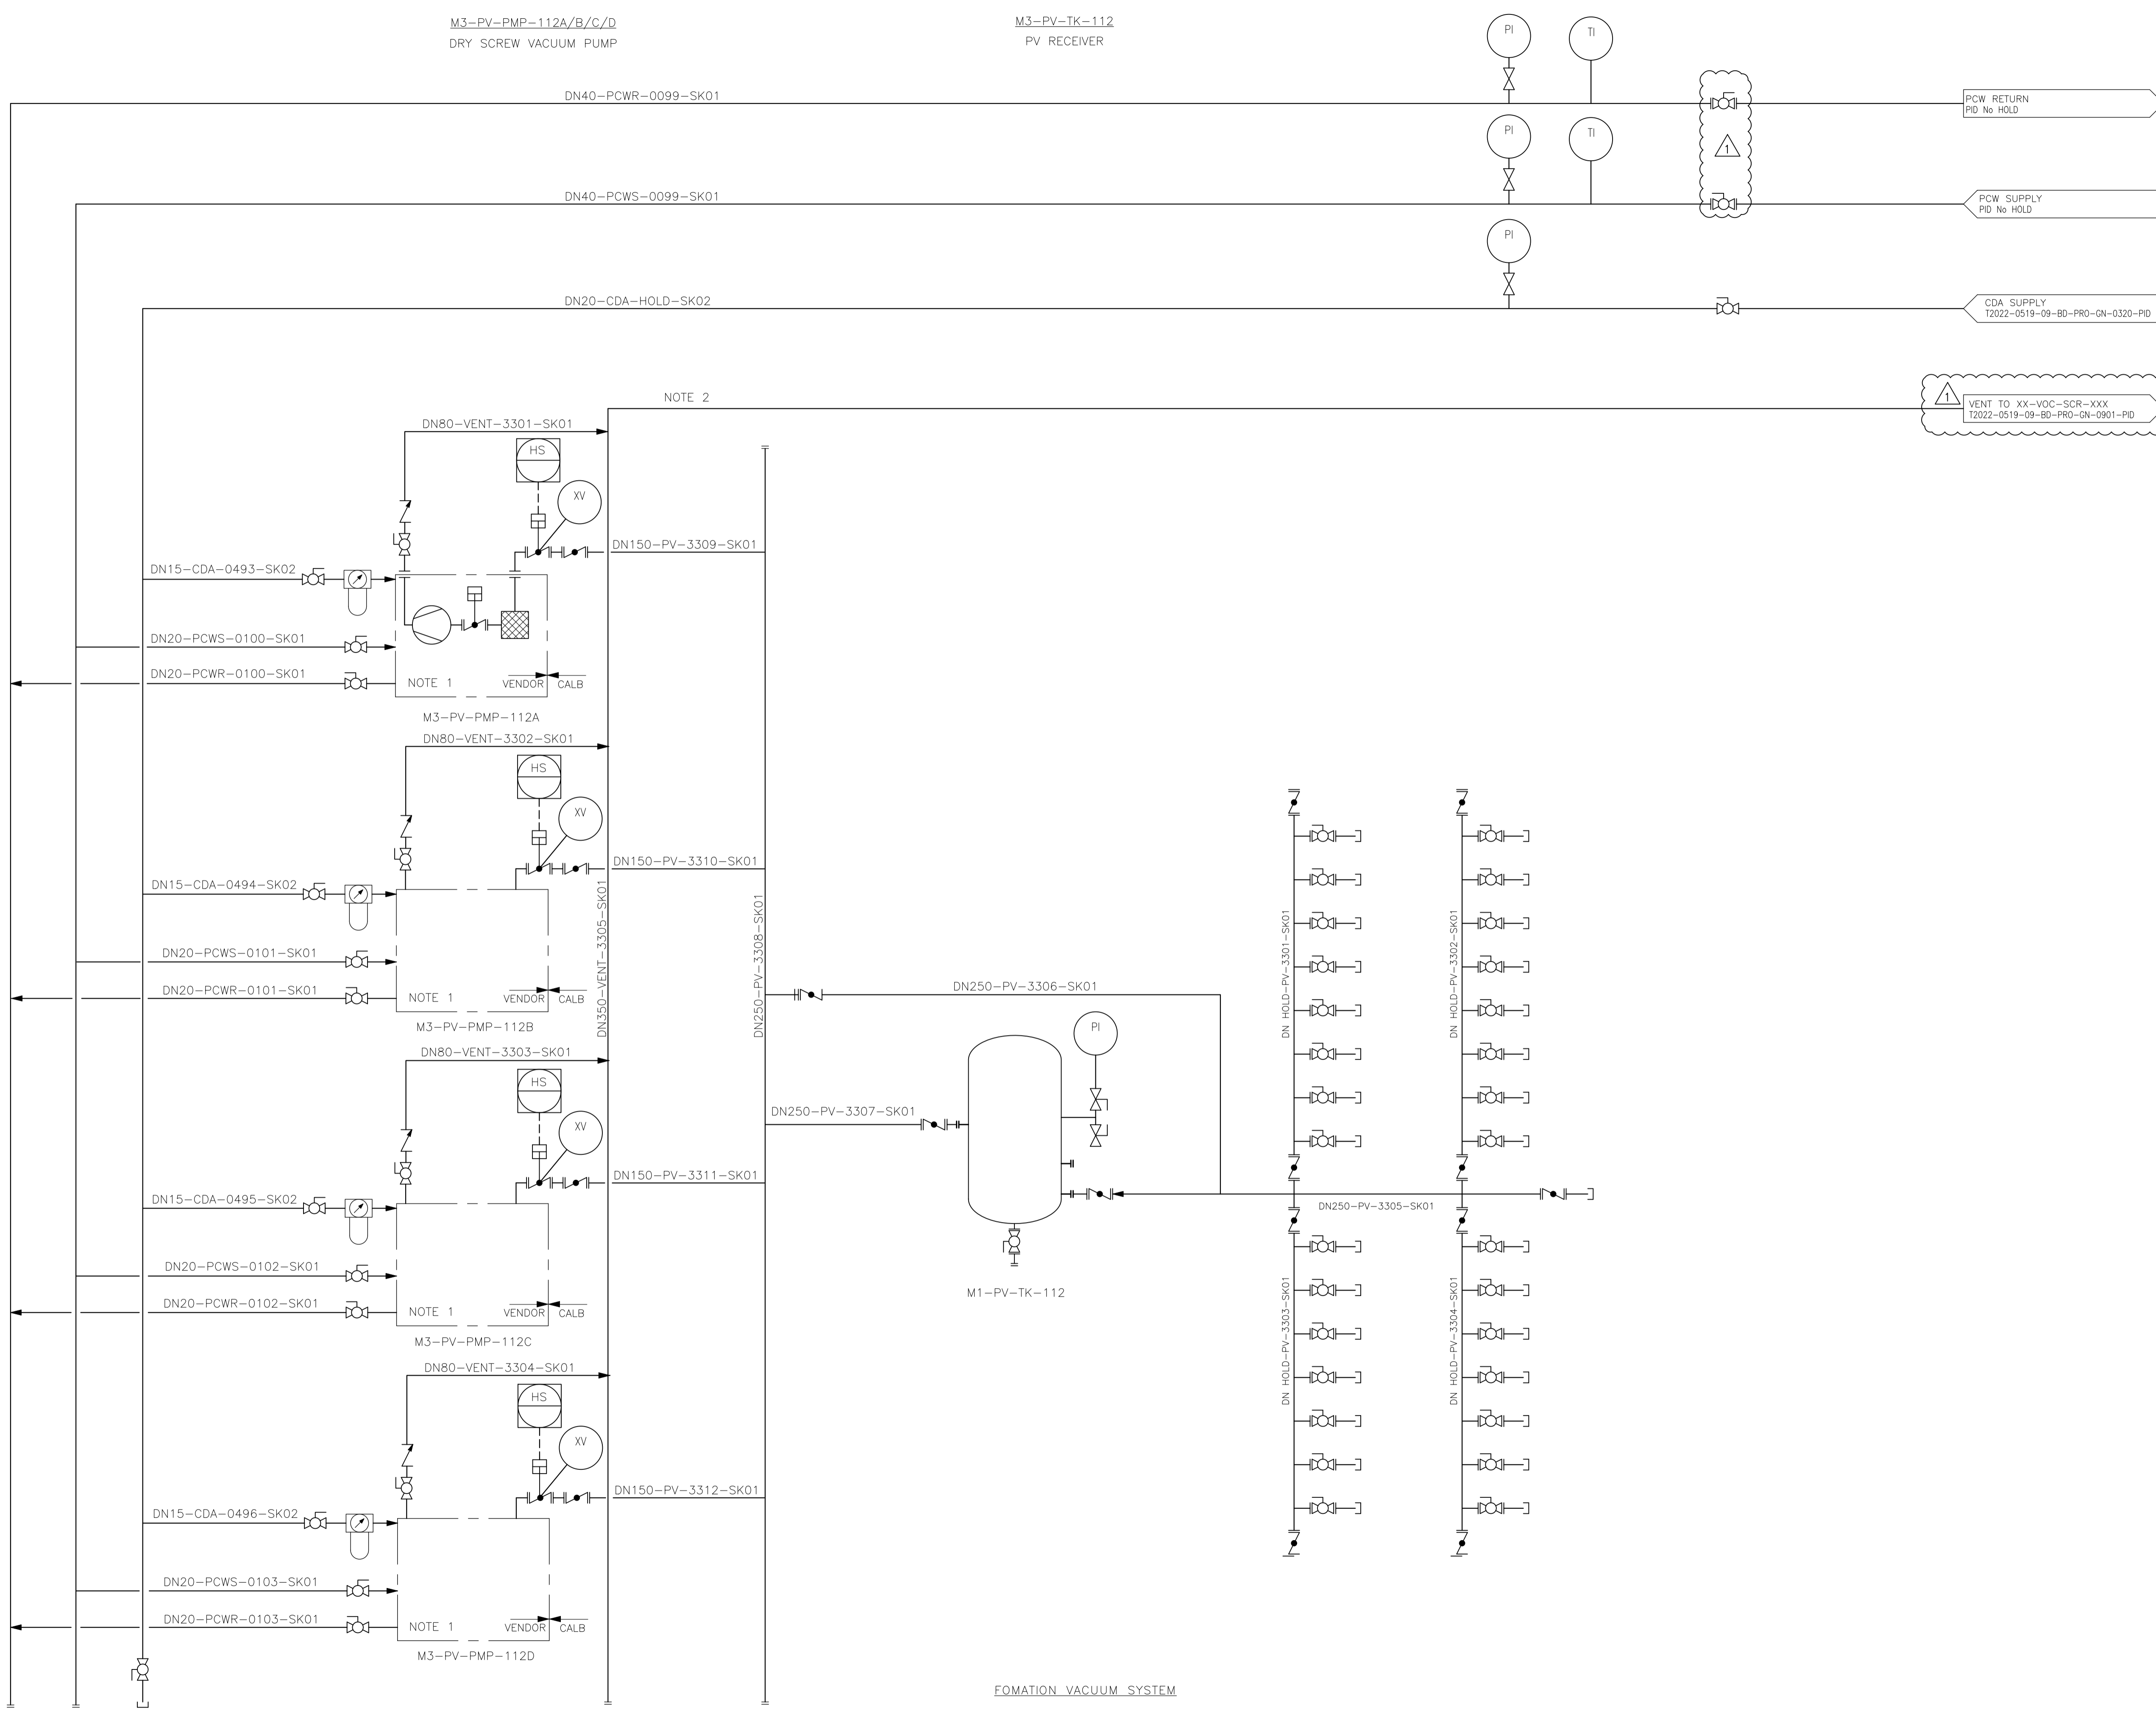 M3-PV-PMP-112A/B/C/D
DRY SCREW VACUUM PUMP
M3-PV-TK-112
PV RECEIVER
PI
TI
DN40-PCWR-0099-SK01
PCW RETURN
PID No HOLD
PI
TI
1
DN40-PCWS-0099-SK01
PCW SUPPLY
PID No HOLD
PI
DN20-CDA-HOLD-SK02
CDA SUPPLY
T2022-0519-09-BD-PRO-GN-0320-PID
NOTE 2
1
VENT TO XX-VOC-SCR-XXX
T2022-0519-09-BD-PRO-GN-0901-PID
DN80-VENT-3301-SK01
HS
XV
DN150-PV-3309-SK01
DN15-CDA-0493-SK02
DN20-PCWS-0100-SK01
DN20-PCWR-0100-SK01
NOTE 1
VENDOR
CALB
M3-PV-PMP-112A
DN80-VENT-3302-SK01
HS
XV
DN150-PV-3310-SK01
DN15-CDA-0494-SK02
DN20-PCWS-0101-SK01
DN20-PCWR-0101-SK01
NOTE 1
VENDOR
CALB
M3-PV-PMP-112B
DN350-VENT-3305-SK01
DN250-PV-3308-SK01
DN250-PV-3306-SK01
PI
DN250-PV-3307-SK01
DN80-VENT-3303-SK01
HS
XV
DN150-PV-3311-SK01
DN15-CDA-0495-SK02
DN20-PCWS-0102-SK01
DN20-PCWR-0102-SK01
NOTE 1
VENDOR
CALB
M3-PV-PMP-112C
M1-PV-TK-112
DN HOLD-PV-3301-SK01
DN HOLD-PV-3302-SK01
DN250-PV-3305-SK01
DN HOLD-PV-3303-SK01
DN HOLD-PV-3304-SK01
DN80-VENT-3304-SK01
HS
XV
DN150-PV-3312-SK01
DN15-CDA-0496-SK02
DN20-PCWS-0103-SK01
DN20-PCWR-0103-SK01
NOTE 1
VENDOR
CALB
M3-PV-PMP-112D
FOMATION VACUUM SYSTEM